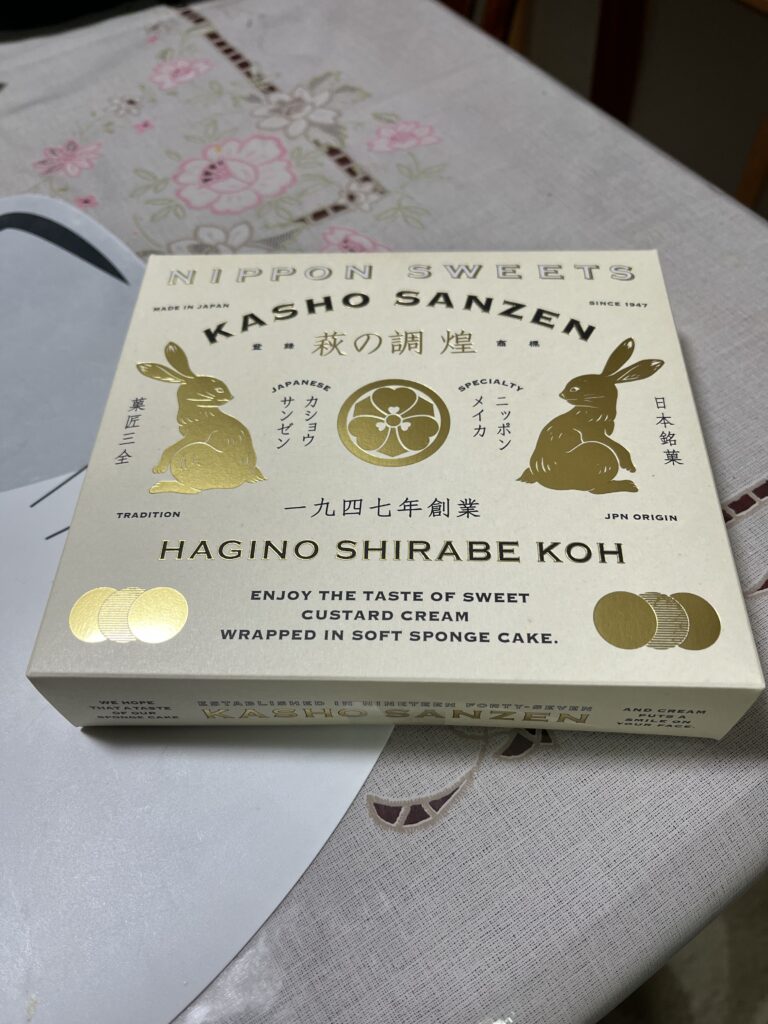 NIPPON SWEETS
MADE IN JAPAN
SINCE 1947
KASHO SANZEN
登録
萩の調 煌
商標
JAPANESE
SPECIALTY
菓匠三全
カショウ
サンゼン
ニッポン
メイカ
日本銘菓
TRADITION
一九四七年創業
JPN ORIGIN
HAGINO SHIRABE KOH
ENJOY THE TASTE OF SWEET
CUSTARD CREAM
WRAPPED IN SOFT SPONGE CAKE.
WE HOPE
THAT A TASTE
OF OUR
SPONGE CAKE
ESTABLISHED IN NINETEEN FORTY-SEVEN
KASHO SANZEN
AND CREAM
PUTS A
SMILE ON
YOUR FACE.